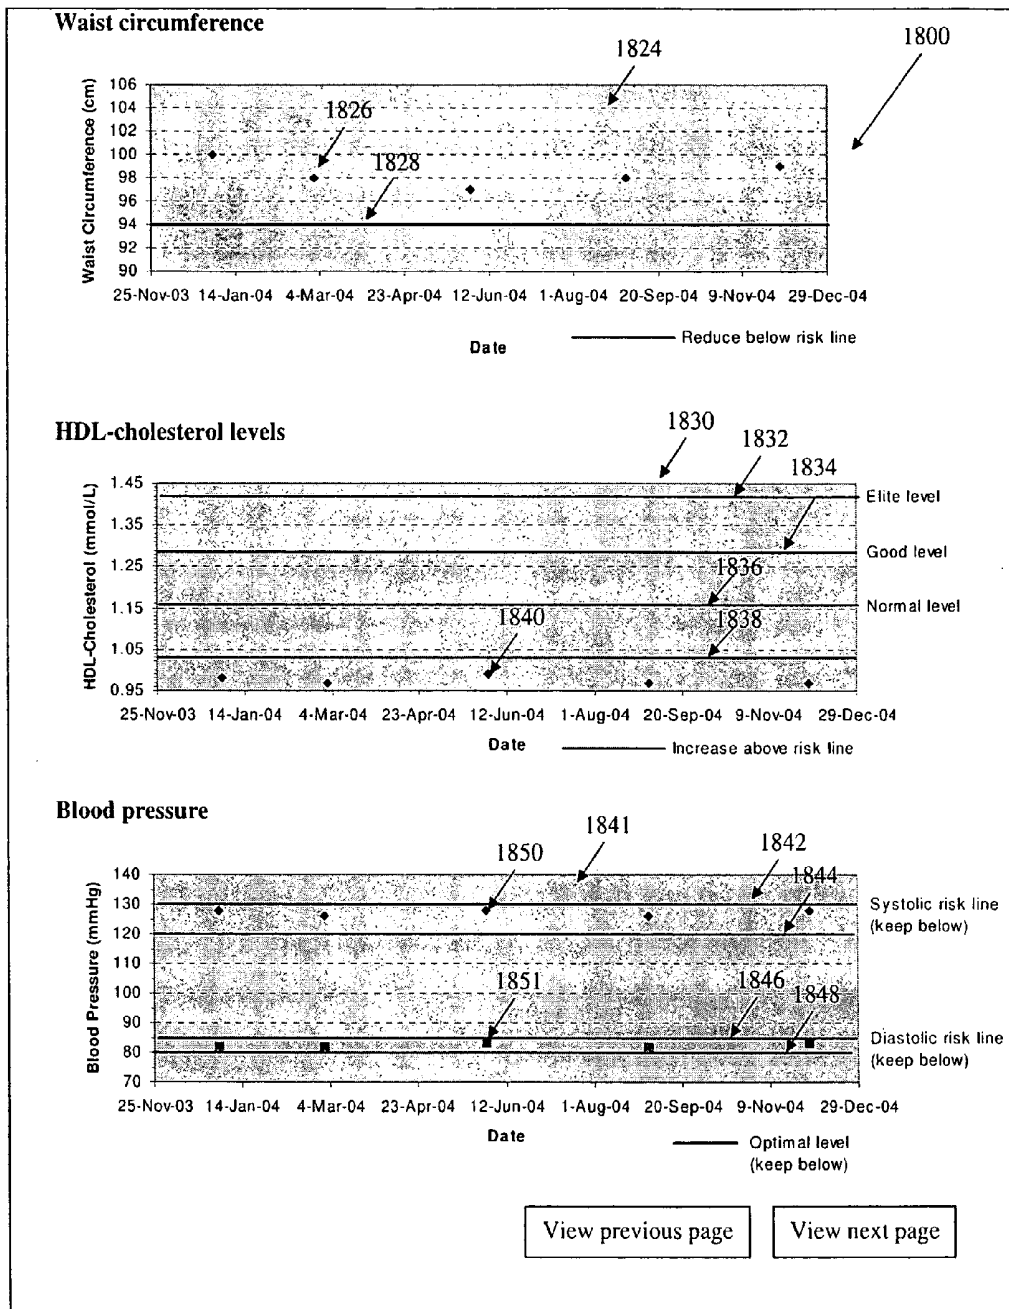 Waist circumference
1824
1800
106
104
102
100
98
96
94
92
90
Waist Circumference (cm)
1826
1828
25-Nov-03 14-Jan-04 4-Mar-04 23-Apr-04 12-Jun-04 1-Aug-04 20-Sep-04 9-Nov-04 29-Dec-04
Date
Reduce below risk line
HDL-cholesterol levels
1830
1832
1834
1.45
1.35
1.25
1.15
1.05
0.95
HDL-Cholesterol (mmol/L)
Elite level
Good level
1836
Normal level
1840
1838
25-Nov-03 14-Jan-04 4-Mar-04 23-Apr-04 12-Jun-04 1-Aug-04 20-Sep-04 9-Nov-04 29-Dec-04
Date
Increase above risk line
Blood pressure
1850
1841
1842
1844
140
130
120
110
100
90
80
70
Blood Pressure (mmHg)
Systolic risk line
(keep below)
1851
1846
1848
Diastolic risk line
(keep below)
25-Nov-03 14-Jan-04 4-Mar-04 23-Apr-04 12-Jun-04 1-Aug-04 20-Sep-04 9-Nov-04 29-Dec-04
Date
Optimal level
(keep below)
View previous page
View next page